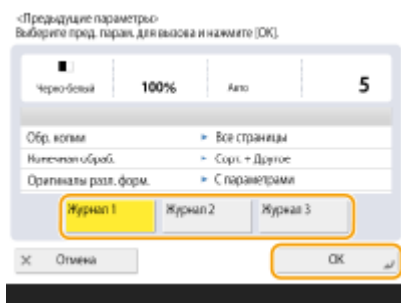 <Предыдущие параметры>
Выберите пред. парам. для вызова и нажмите [OK].
Черно-белый 100% Авто 5
Обр. копии ► Все страницы
Конечная обраб. ► Сорт. + Другое
Оригиналы разл. форм. ► С параметрами
Журнал 1 Журнал 2 Журнал 3
× Отмена OK